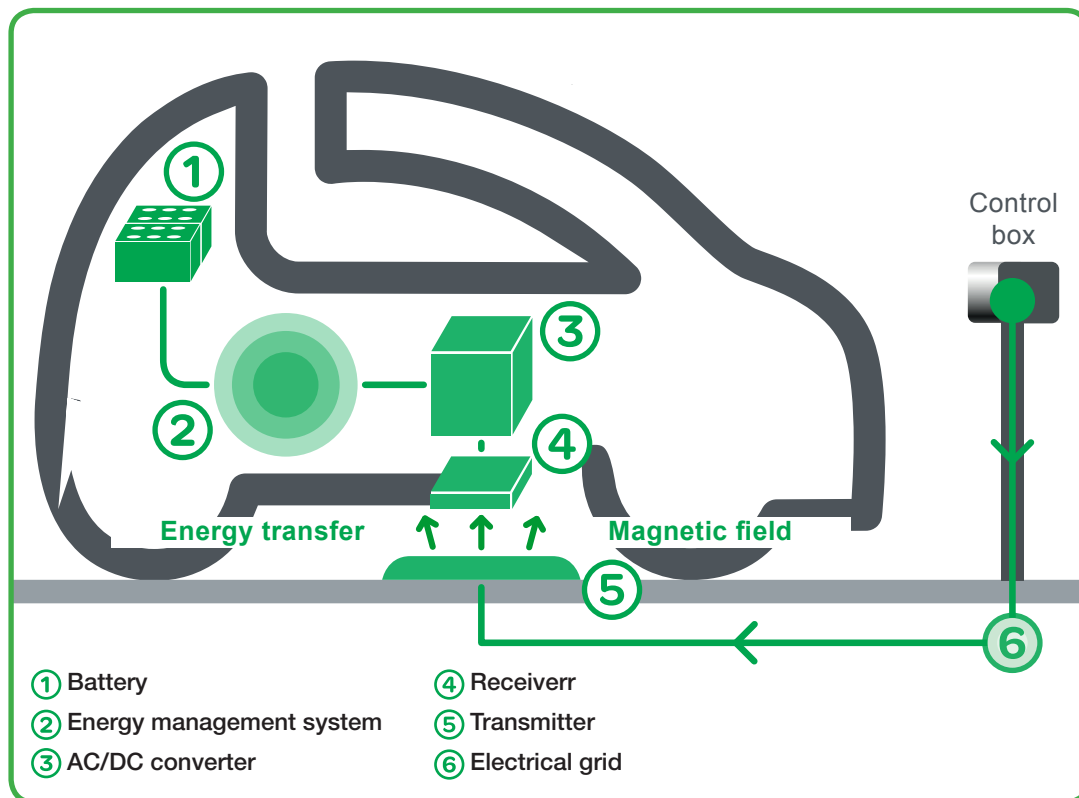 Control
box
1
2
3
4
5
6
Energy transfer
Magnetic field
1 Battery
2 Energy management system
3 AC/DC converter
4 Receiverr
5 Transmitter
6 Electrical grid